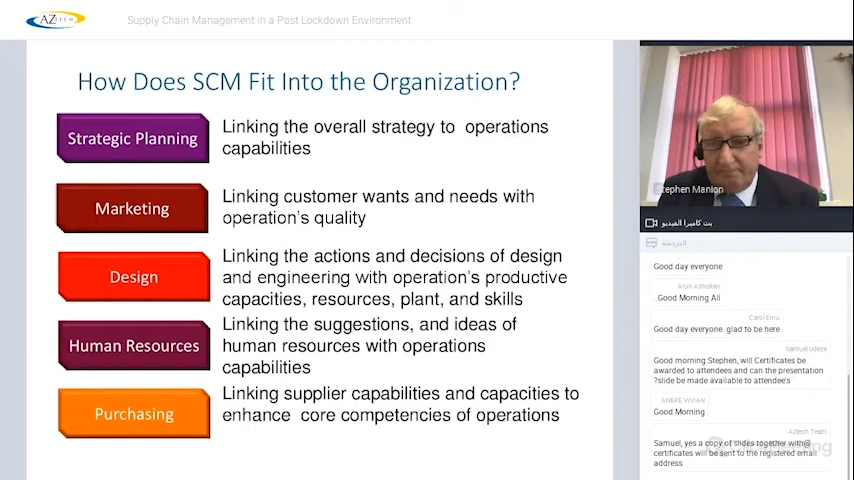 AZTECH
Supply Chain Management in a Post Lockdown Environment
How Does SCM Fit Into the Organization?
Strategic Planning
Linking the overall strategy to operations
capabilities
Marketing
Linking customer wants and needs with
operation's quality
Design
Linking the actions and decisions of design
and engineering with operation's productive
capacities, resources, plant, and skills
Human Resources
Linking the suggestions, and ideas of
human resources with operations
capabilities
Purchasing
Linking supplier capabilities and capacities to
enhance core competencies of operations
Stephen Manion
بث كاميرا الفيديو
الدردشة
Good day everyone
Arun Ashokan
..Good Morning All
Carol Emu
Good day everyone. glad to be here
Samuel Udeze
Good morning Stephen, will Certificates be
awarded to attendees and can the presentation
?slide be made available to attendee's
ANEKE VIVIAN
Good Morning
Aztech Team
Samuel, yes a copy of slides together with@
certificates will be sent to the registered email
address